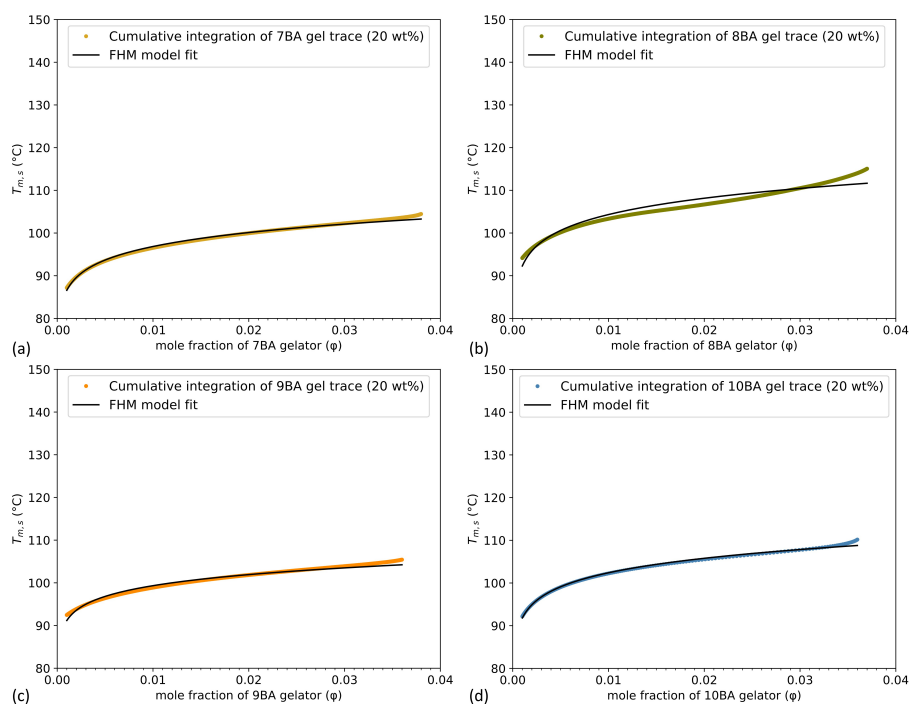 150
140
130
120
110
100
90
80
T_{m,s} (°C)
Cumulative integration of 7BA gel trace (20 wt%)
FHM model fit
0.00 0.01 0.02 0.03 0.04
mole fraction of 7BA gelator (φ)
(a)
150
140
130
120
110
100
90
80
T_{m,s} (°C)
Cumulative integration of 8BA gel trace (20 wt%)
FHM model fit
0.00 0.01 0.02 0.03 0.04
mole fraction of 8BA gelator (φ)
(b)
150
140
130
120
110
100
90
80
T_{m,s} (°C)
Cumulative integration of 9BA gel trace (20 wt%)
FHM model fit
0.00 0.01 0.02 0.03 0.04
mole fraction of 9BA gelator (φ)
(c)
150
140
130
120
110
100
90
80
T_{m,s} (°C)
Cumulative integration of 10BA gel trace (20 wt%)
FHM model fit
0.00 0.01 0.02 0.03 0.04
mole fraction of 10BA gelator (φ)
(d)